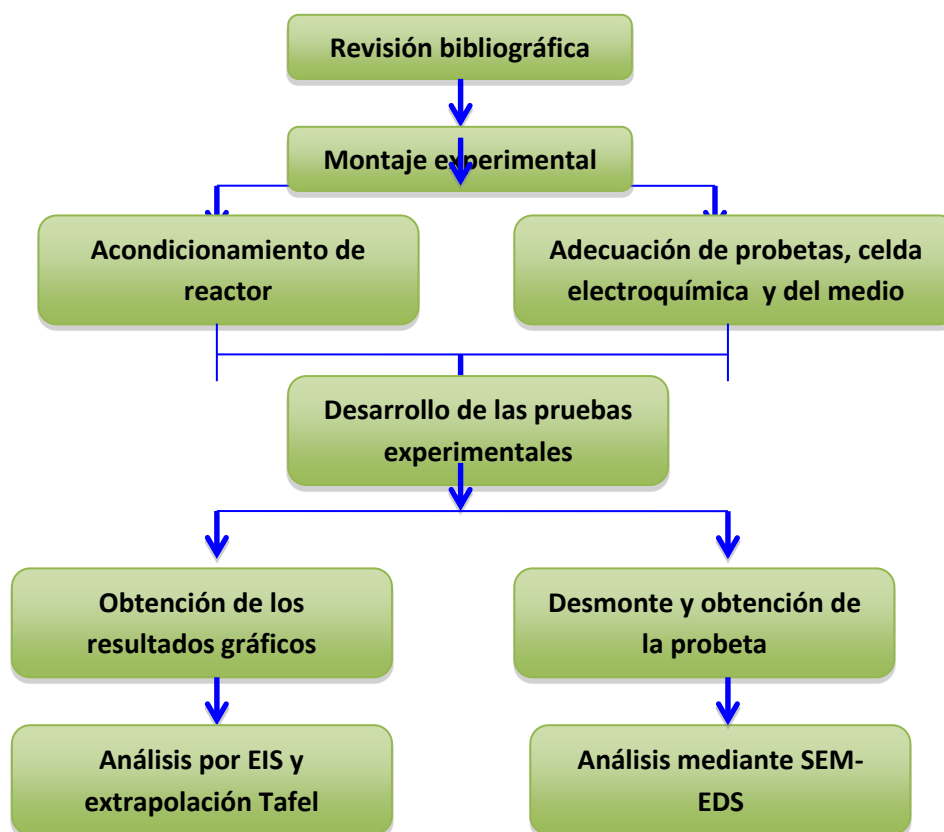 Revisión bibliográfica
Montaje experimental
Acondicionamiento de
reactor
Adecuación de probetas, celda
electroquímica y del medio
Desarrollo de las pruebas
experimentales
Obtención de los
resultados gráficos
Desmonte y obtención de
la probeta
Análisis por EIS y
extrapolación Tafel
Análisis mediante SEM-
EDS